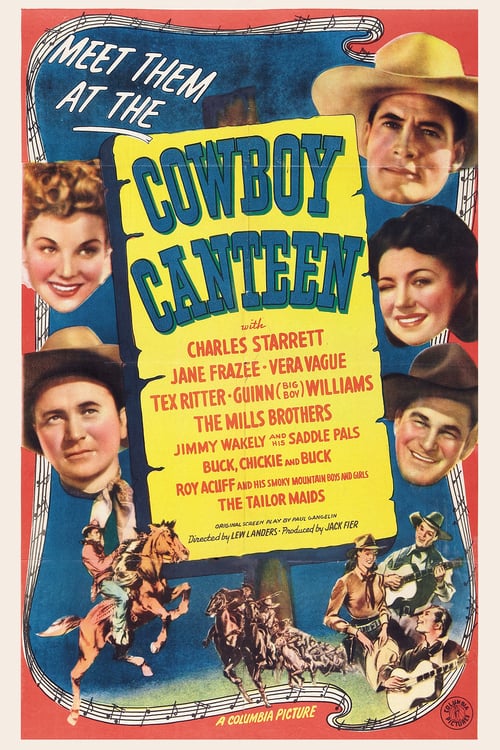 MEET THEM
AT THE
COWBOY
CANTEEN
with
CHARLES STARRETT
JANE FRAZEE · VERA VAGUE
TEX RITTER · GUINN (BIG BOY) WILLIAMS
THE MILLS BROTHERS
JIMMY WAKELY AND HIS SADDLE PALS
BUCK, CHICKIE AND BUCK
ROY ACUFF AND HIS SMOKY MOUNTAIN BOYS AND GIRLS
THE TAILOR MAIDS
ORIGINAL SCREEN PLAY BY PAUL GANGELIN
Directed by LEW LANDERS · Produced by JACK FIER
A COLUMBIA PICTURE
COLUMBIA
PICTURES